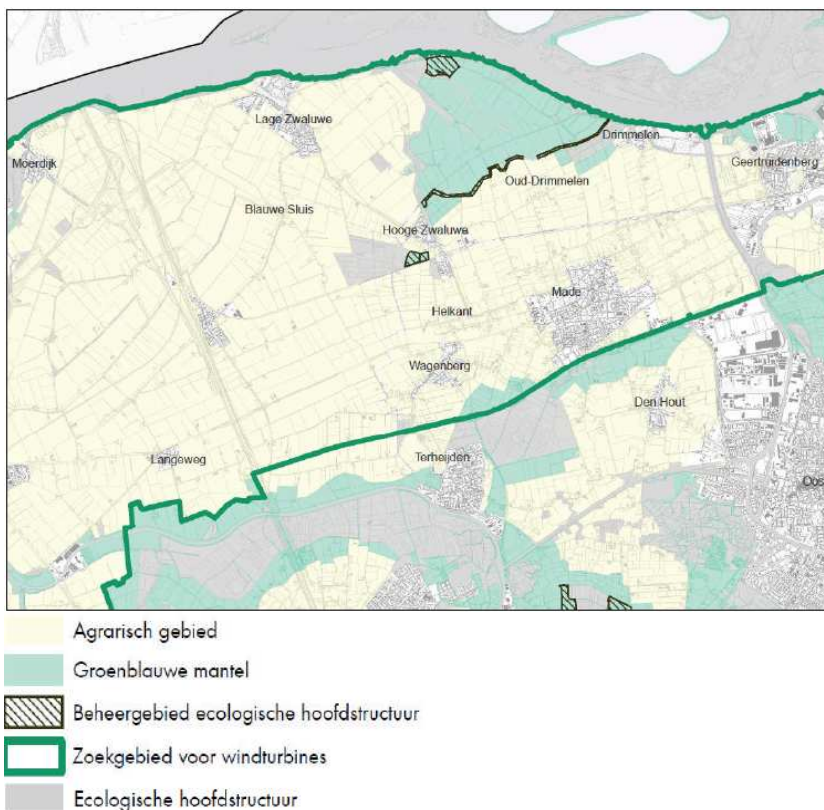 Lage Zwaluwe
Drimmelen
Moerdijk
Geertruidenberg
Oud-Drimmelen
Blauwe Sluis
Hooge Zwaluwe
Made
Helkant
Wagenberg
Den Hout
Langeweg
Terheijden
Oos
Agrarisch gebied
Groenblauwe mantel
Beheergebied ecologische hoofdstructuur
Zoekgebied voor windturbines
Ecologische hoofdstructuur